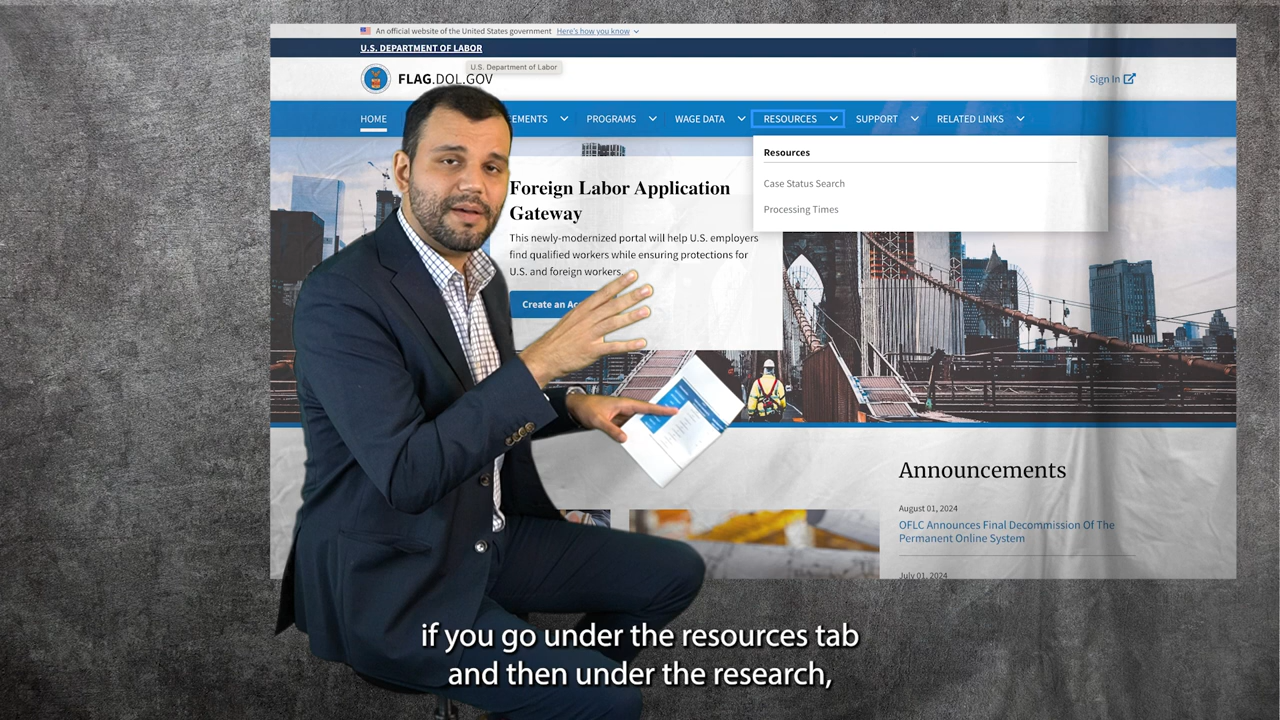 An official website of the United States government Here's how you know
U.S. DEPARTMENT OF LABOR
U.S. Department of Labor
FLAG.DOL.GOV
Sign In
HOME
EMENTS PROGRAMS WAGE DATA RESOURCES SUPPORT RELATED LINKS
Resources
Case Status Search
Processing Times
Foreign Labor Application
Gateway
This newly-modernized portal will help U.S. employers
find qualified workers while ensuring protections for
U.S. and foreign workers.
Create an Ac
Announcements
August 01, 2024
OFLC Announces Final Decommission Of The
Permanent Online System
July 01, 2024
if you go under the resources tab
and then under the research,